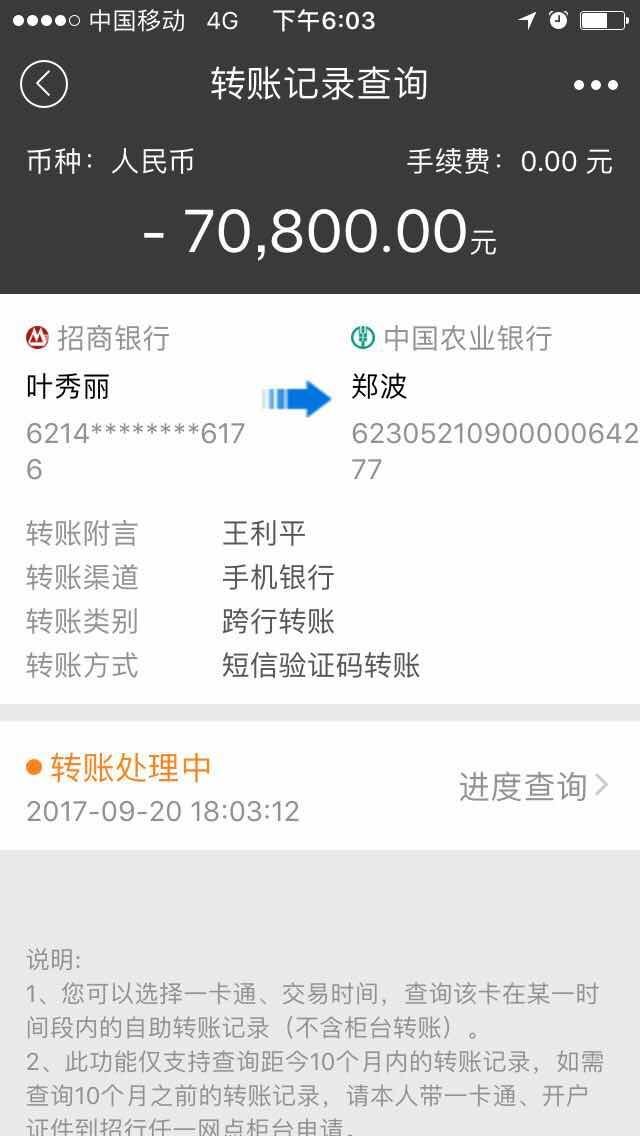 中国移动 4G 下午6:03
转账记录查询
币种：人民币 手续费：0.00 元
- 70,800.00元
招商银行 中国农业银行
叶秀丽 郑波
6214********617 62305210900000642
6 77
转账附言 王利平
转账渠道 手机银行
转账类别 跨行转账
转账方式 短信验证码转账
转账处理中
2017-09-20 18:03:12
进度查询
说明:
1、您可以选择一卡通、交易时间，查询该卡在某一时
间段内的自助转账记录（不含柜台转账）。
2、此功能仅支持查询距今10个月内的转账记录，如需
查询10个月之前的转账记录，请本人带一卡通、开户
证件到招行任一网点柜台申请。